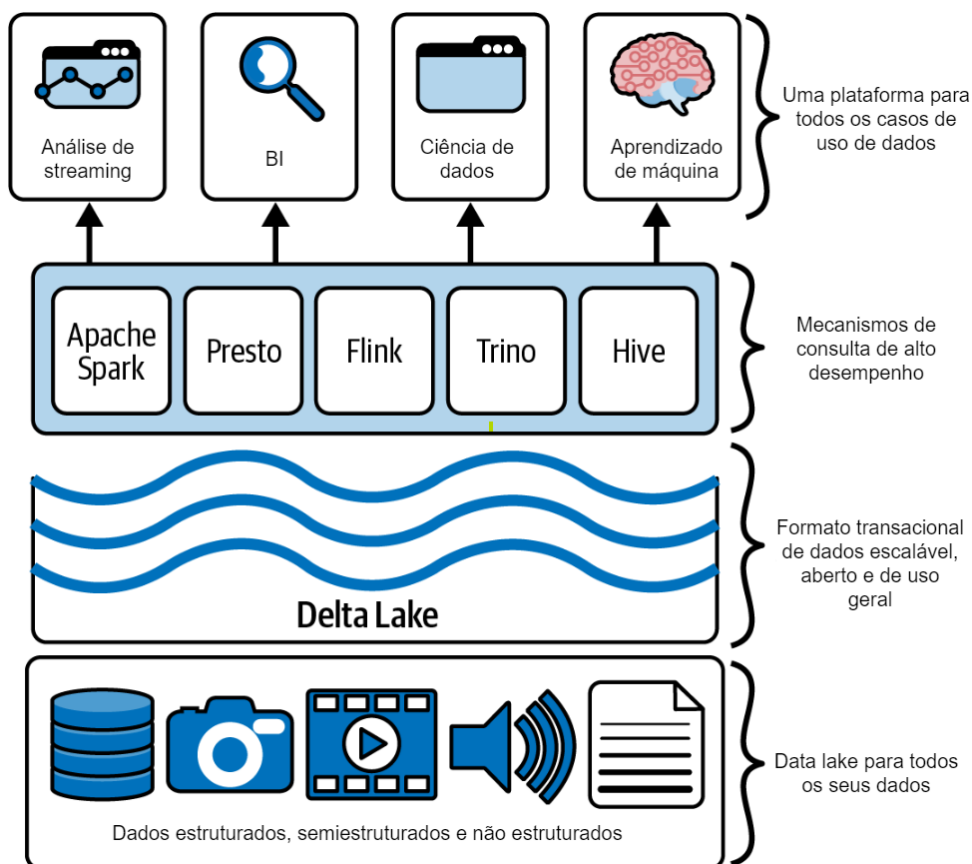 Análise de
streaming
BI
Ciência de
dados
Aprendizado
de máquina
Uma plataforma para
todos os casos de
uso de dados
Apache
Spark
Presto
Flink
Trino
Hive
Mecanismos de
consulta de alto
desempenho
Delta Lake
Formato transacional
de dados escalável,
aberto e de uso
geral
Dados estruturados, semiestruturados e não estruturados
Data lake para todos
os seus dados